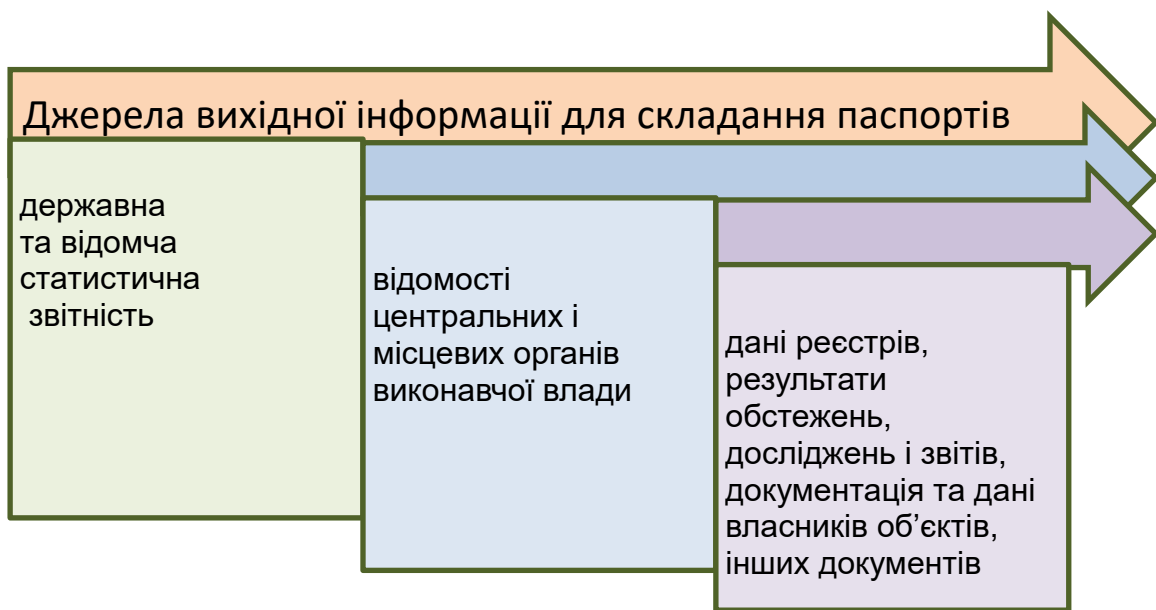 Джерела вихідної інформації для складання паспортів
державна
та відомча
статистична
звітність
відомості
центральних і
місцевих органів
виконавчої влади
дані реєстрів,
результати
обстежень,
досліджень і звітів,
документація та дані
власників об’єктів,
інших документів